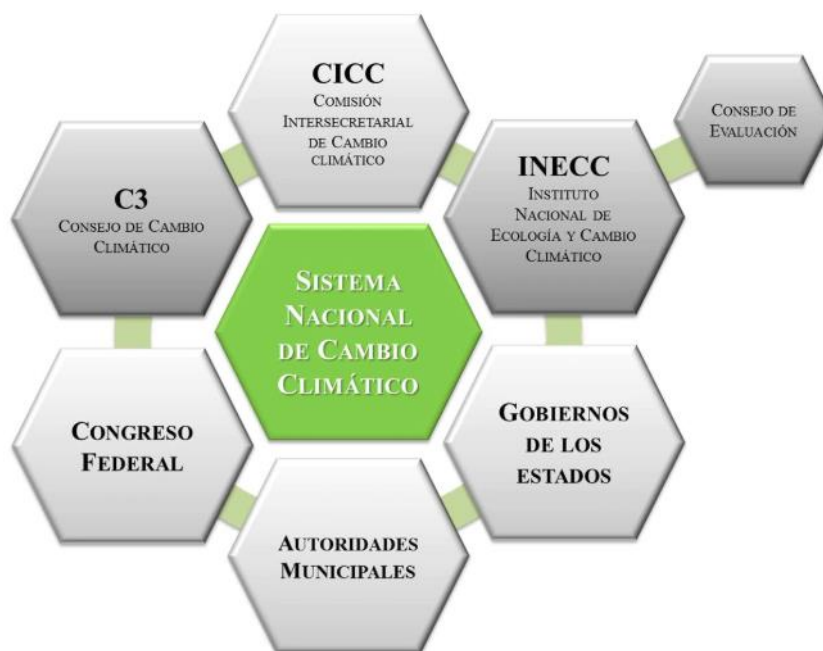 CICC
Comisión
Intersecretarial
de Cambio
climático
Consejo de
Evaluación
C3
Consejo de Cambio
Climático
INECC
Instituto
Nacional de
Ecología y Cambio
Climático
Sistema
Nacional
de Cambio
Climático
Congreso
Federal
Gobiernos
de los
estados
Autoridades
Municipales